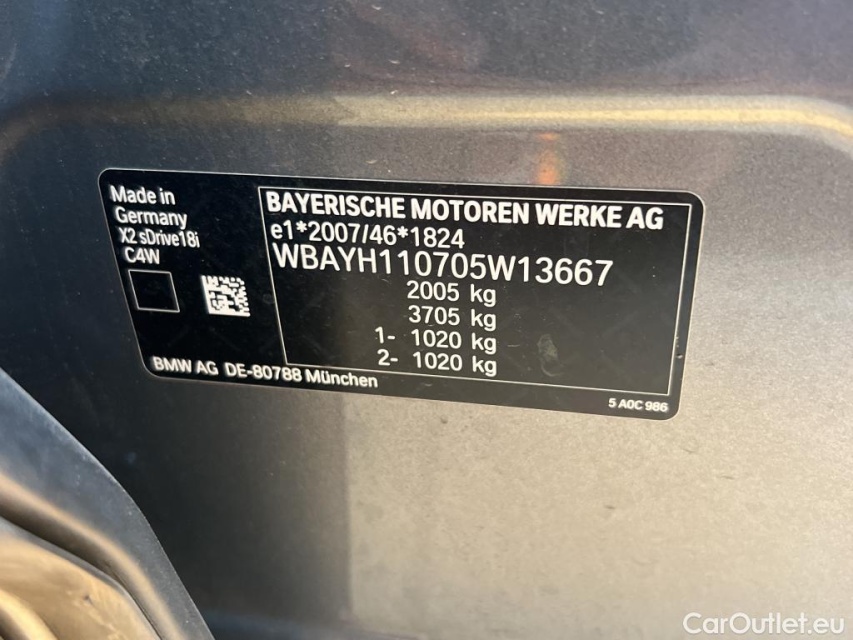 Made in
Germany
X2 sDrive18i
C4W
BAYERISCHE MOTOREN WERKE AG
e1*2007/46*1824
WBAYH110705W13667
2005 kg
3705 kg
1- 1020 kg
2- 1020 kg
BMW AG DE-80788 München
5 A0C 986
CarOutlet.eu